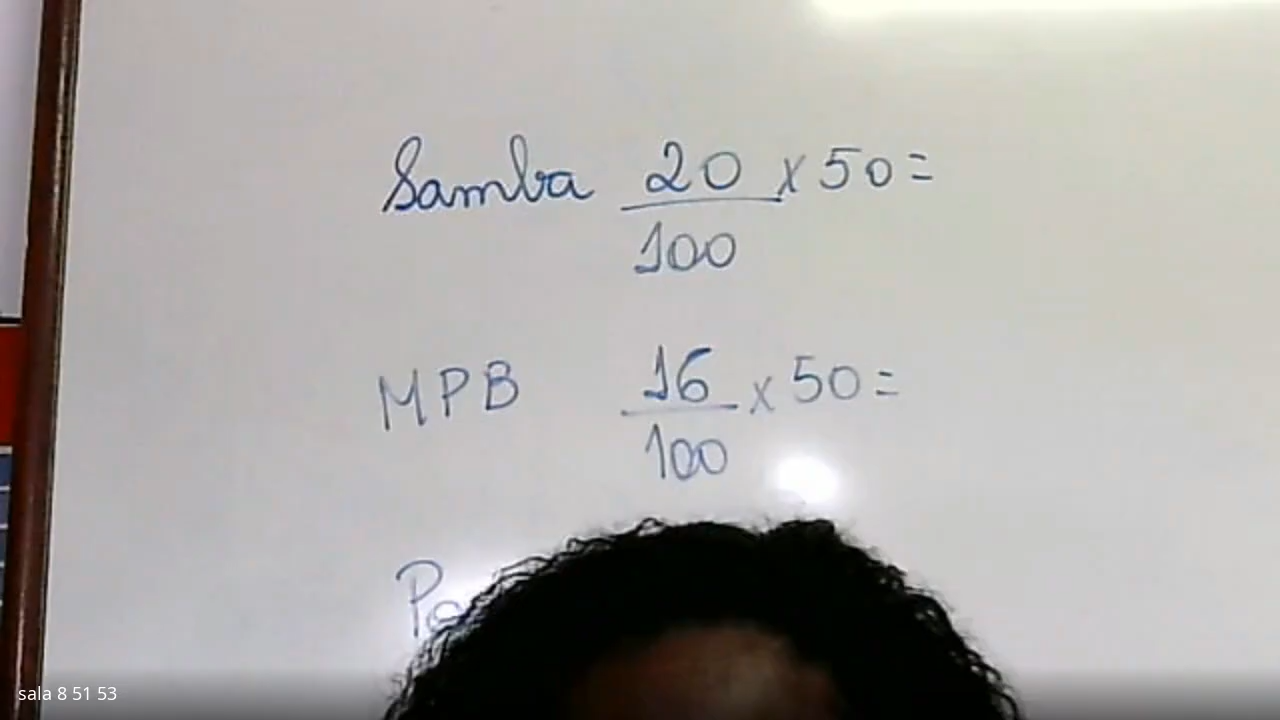 Samba 20 x 50 =
100
MPB 16 x 50 =
100
sala 8 51 53